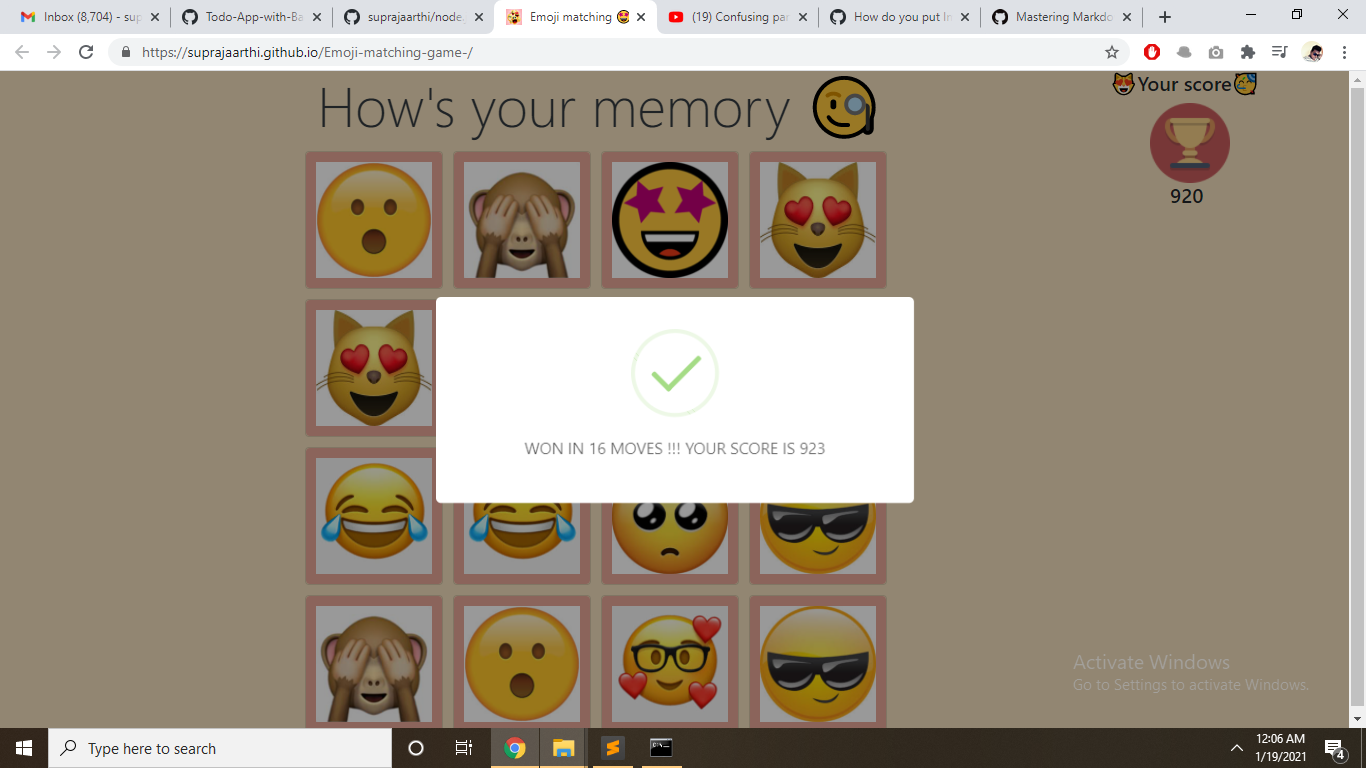 Inbox (8,704) - sup
Todo-App-with-Ba
suprajaarthi/node.
Emoji matching 🤩
(19) Confusing par
How do you put In
Mastering Markdo
https://suprajaarthi.github.io/Emoji-matching-game-/
How's your memory 🧐
😻Your score🥳
920
WON IN 16 MOVES !!! YOUR SCORE IS 923
Activate Windows
Go to Settings to activate Windows.
Type here to search
12:06 AM
1/19/2021
4